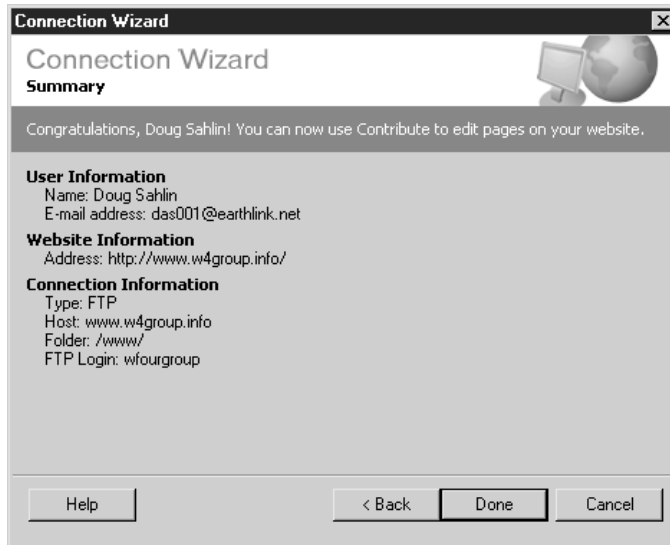 Connection Wizard
Connection Wizard
Summary
Congratulations, Doug Sahlin! You can now use Contribute to edit pages on your website.
User Information
Name: Doug Sahlin
E-mail address: das001@earthlink.net
Website Information
Address: http://www.w4group.info/
Connection Information
Type: FTP
Host: www.w4group.info
Folder: /www/
FTP Login: wfourgroup
Help
< Back
Done
Cancel